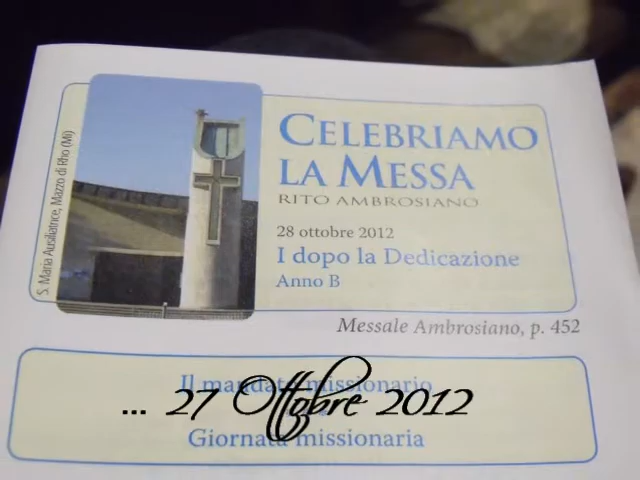 S. Maria Ausiliatrice, Mazzo di Rho (Mi)
CELEBRIAMO
LA MESSA
RITO AMBROSIANO
28 ottobre 2012
I dopo la Dedicazione
Anno B
Messale Ambrosiano, p. 452
Il mandato missionario
... 27 Ottobre 2012
Giornata missionaria